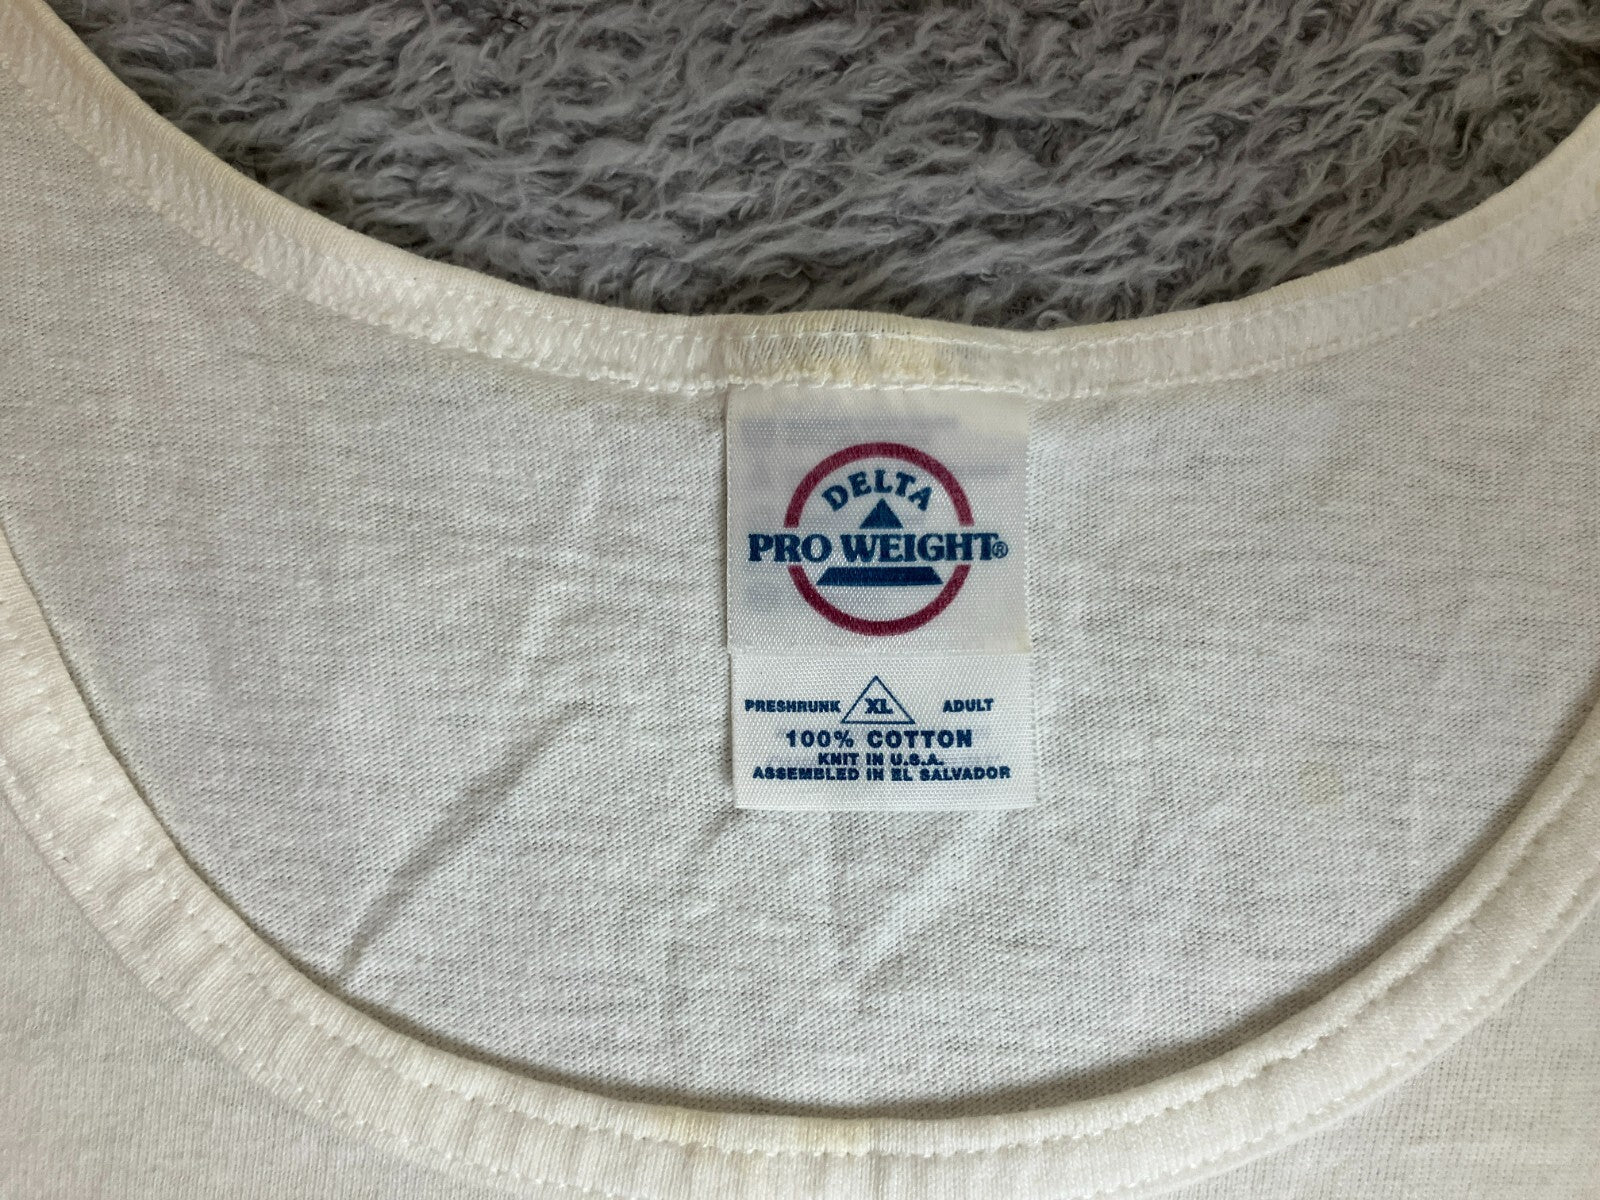 DELTA
PRO WEIGHT®
PRESHRUNK XL ADULT
100% COTTON
KNIT IN U.S.A.
ASSEMBLED IN EL SALVADOR